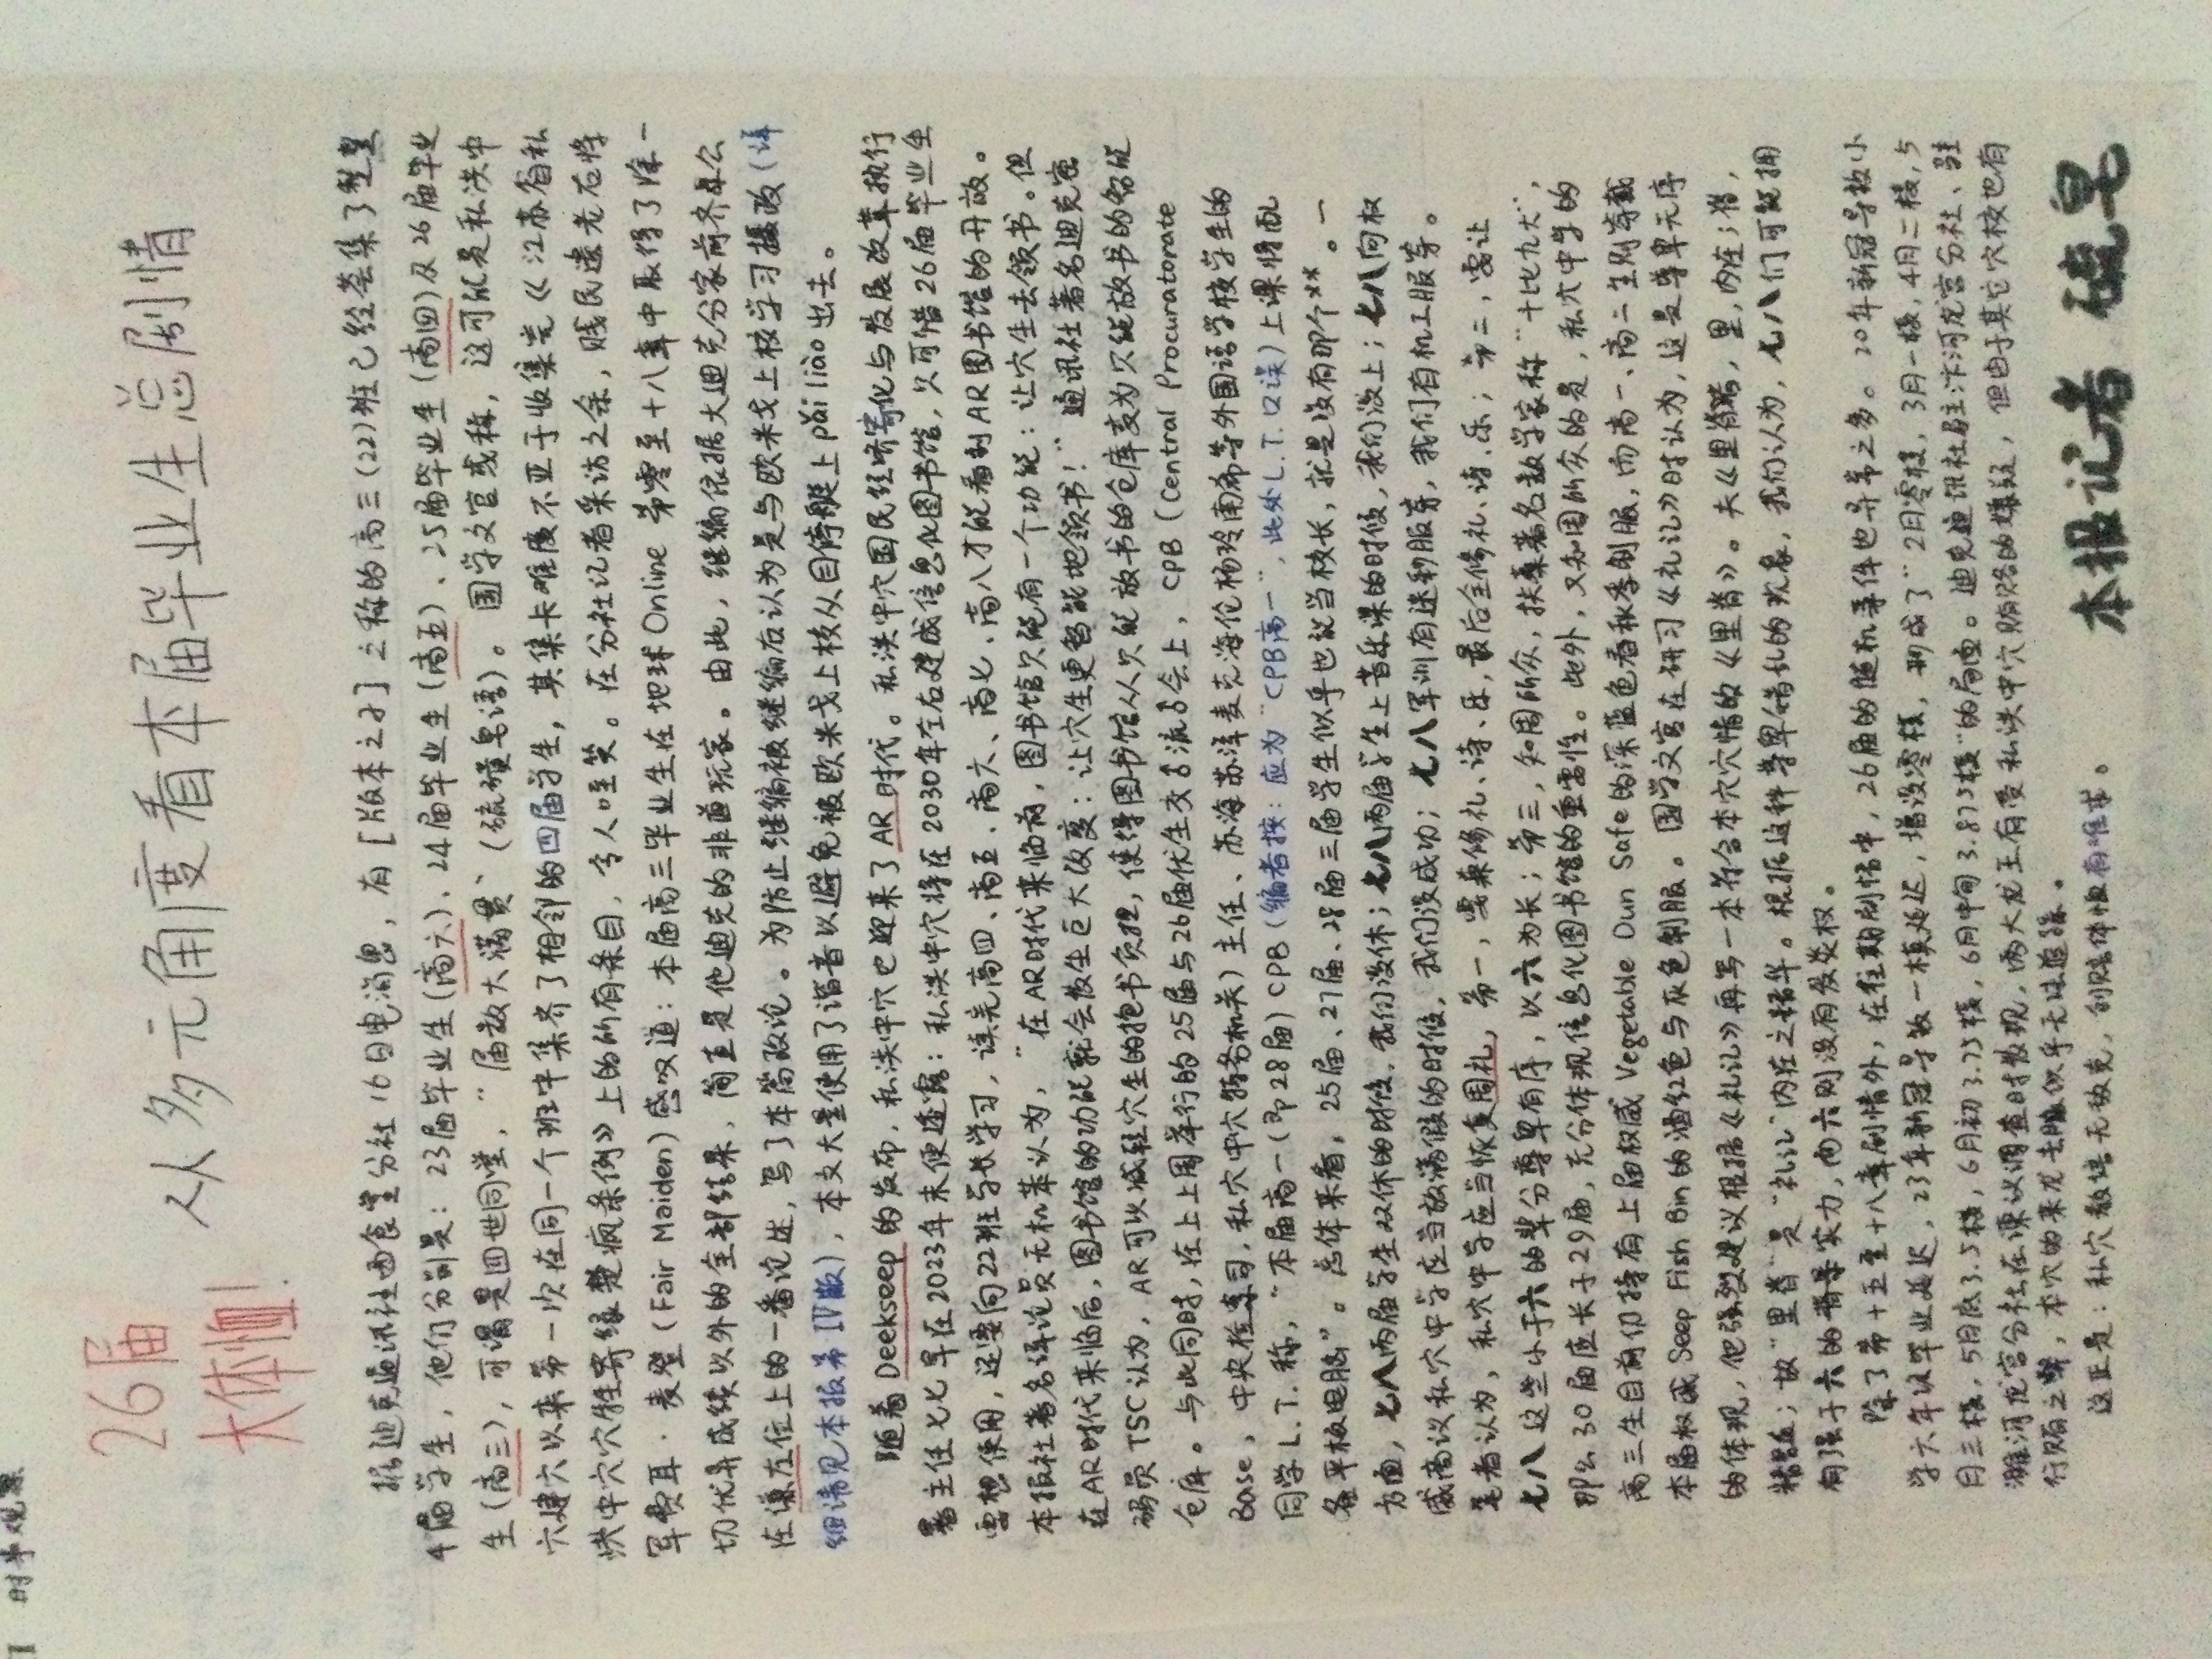 时事观察
26届
大体恤!
从多元角度看本届毕业生总剧情
据迪克通讯社西食堂分社16日电消息，有[版本之子]之称的高三(22)班已经荟集了整整
4届学生，他们分别是：23届毕业生(高六)、24届毕业生(高五)、25届毕业生(高四)及26届毕业
生(高三)，可谓是四世同堂，“届数大满贯”(硫磺皂语)。国学文官或称，这可能是私洪中
穴建穴以来第一次在同一个班中集齐了相邻的四届学生，其集卡难度不亚于收集完《江苏省私
洪中穴穴牲寄缘楚疯条例》上的所有条目，令人哇笑。在分社记者采访之余，贱民遗老右将
军费耳·麦登(Fair Maiden)感叹道：本届高三毕业生在地球Online 第零至十八章中取得了除一
切优异成绩以外的全部结果，简直是他迪克的非酋玩家。由此，继编依据大迪克分家前齐桌公
在谦左位上的一番论述，写了本篇政论。为防止继编被继编右认为是与欧米戈上校学习摄政(详
细请见本报第IV版)，本文大量使用了谐音以避免被欧米戈上校从自停艇上pāi liào出去。
随着Deekseep的发布，私洪中穴也迎来了AR时代。私洪中穴国民经济寄化与发展改革执行
署主任七七早在2023年末便透露：私洪中穴将在2030年左右建成信息化图书馆，只可惜26届毕业生
要想使用，还要向22班学长学习，读完高四、高五、高六、高七、高八才能看到AR图书馆的开放。
本报社著名评论员无机苯认为，“在AR时代来临前，图书馆只能有一个功能：让穴生去领书。但
在AR时代来临后，图书馆的功能就会发生巨大改变：让穴生更智能地领书！”通讯社著名迪克密
码员TSC认为，AR可以减轻穴生的抱书负担，使得图书馆从只能放书的仓库变为只能放书的智能
仓库。与此同时，在上上周举行的25届与26届优生交♂流♂会上，CPB(Central Procuratorate
Base，中央检察司，私穴中穴特务机关)主任、苏海苏泽麦克海伦杨玲南希等外国语学校学生的
同学L.T.称，“本届高一(即28届)CPB(编者按：应为“CPB高一”，此处L.T.口误)上课将配
备平板电脑”。总体来看，25届、27届、28届三届学生似乎也能当校长，就是没有那个**。一
方面，七八两届学生双休的时候，我们没休；七八两届学生上音乐课的时候，我们没上；七八向权
威商议私穴中学应当放满假的时候，我们没成功；七八军训有迷彩服穿，我们有机工服穿。
笔者认为，私穴中学应当恢复周礼，第一，要兼修礼、诗、乐，最后全修礼、诗、乐；第二，要让
七八这些小于六的辈分尊卑有序，以六为长；第三，知周所众，扶桑著名数学家称“十比九大”，
那么30届应长于29届，充分体现信息化图书馆的重要性。此外，又知周所众的是，私穴中学的
高三生目前仍持有上届权威Vegetable Dun Safe的深蓝色春秋季制服，而高一、高二生则穿戴
本届权威Seep Fish Bin的酒红色与灰色制服。国学文官在研习《礼记》时认为，这是尊卑无序
的体现，他强烈建议根据《礼记》再写一本符合本穴穴情的《里脊》。夫《里脊》者，里，内在；脊，
精髓；故“里脊”是“礼记”内在之精华。根据这种尊卑错乱的现象，我们认为，七八们可能拥
有强于六的背景实力，而六则没有发炎权。
除了第十五至十八章剧情外，在往期剧情中，26届的随机事件也异常之多。20年新冠导致小
学六年级毕业延迟，23年新冠导致一模延迟，增设零模，形成了“2月零模，3月一模，4月二模，5
月三模，5月底3.5模，6月初3.75模，6月中旬3.875模”的局面。迪克通讯社驻汴河龙宫分社、驻
濉河龙宫分社在谏议调查时发现，两大龙王有受私洪中穴贿赂的嫌疑，但由于其它穴校也有
行贿之弊，本穴的来龙去脉似乎无法追踪。
这正是：私穴教培无敌克，创赔体恤有谁求。
本报记者 硫皂